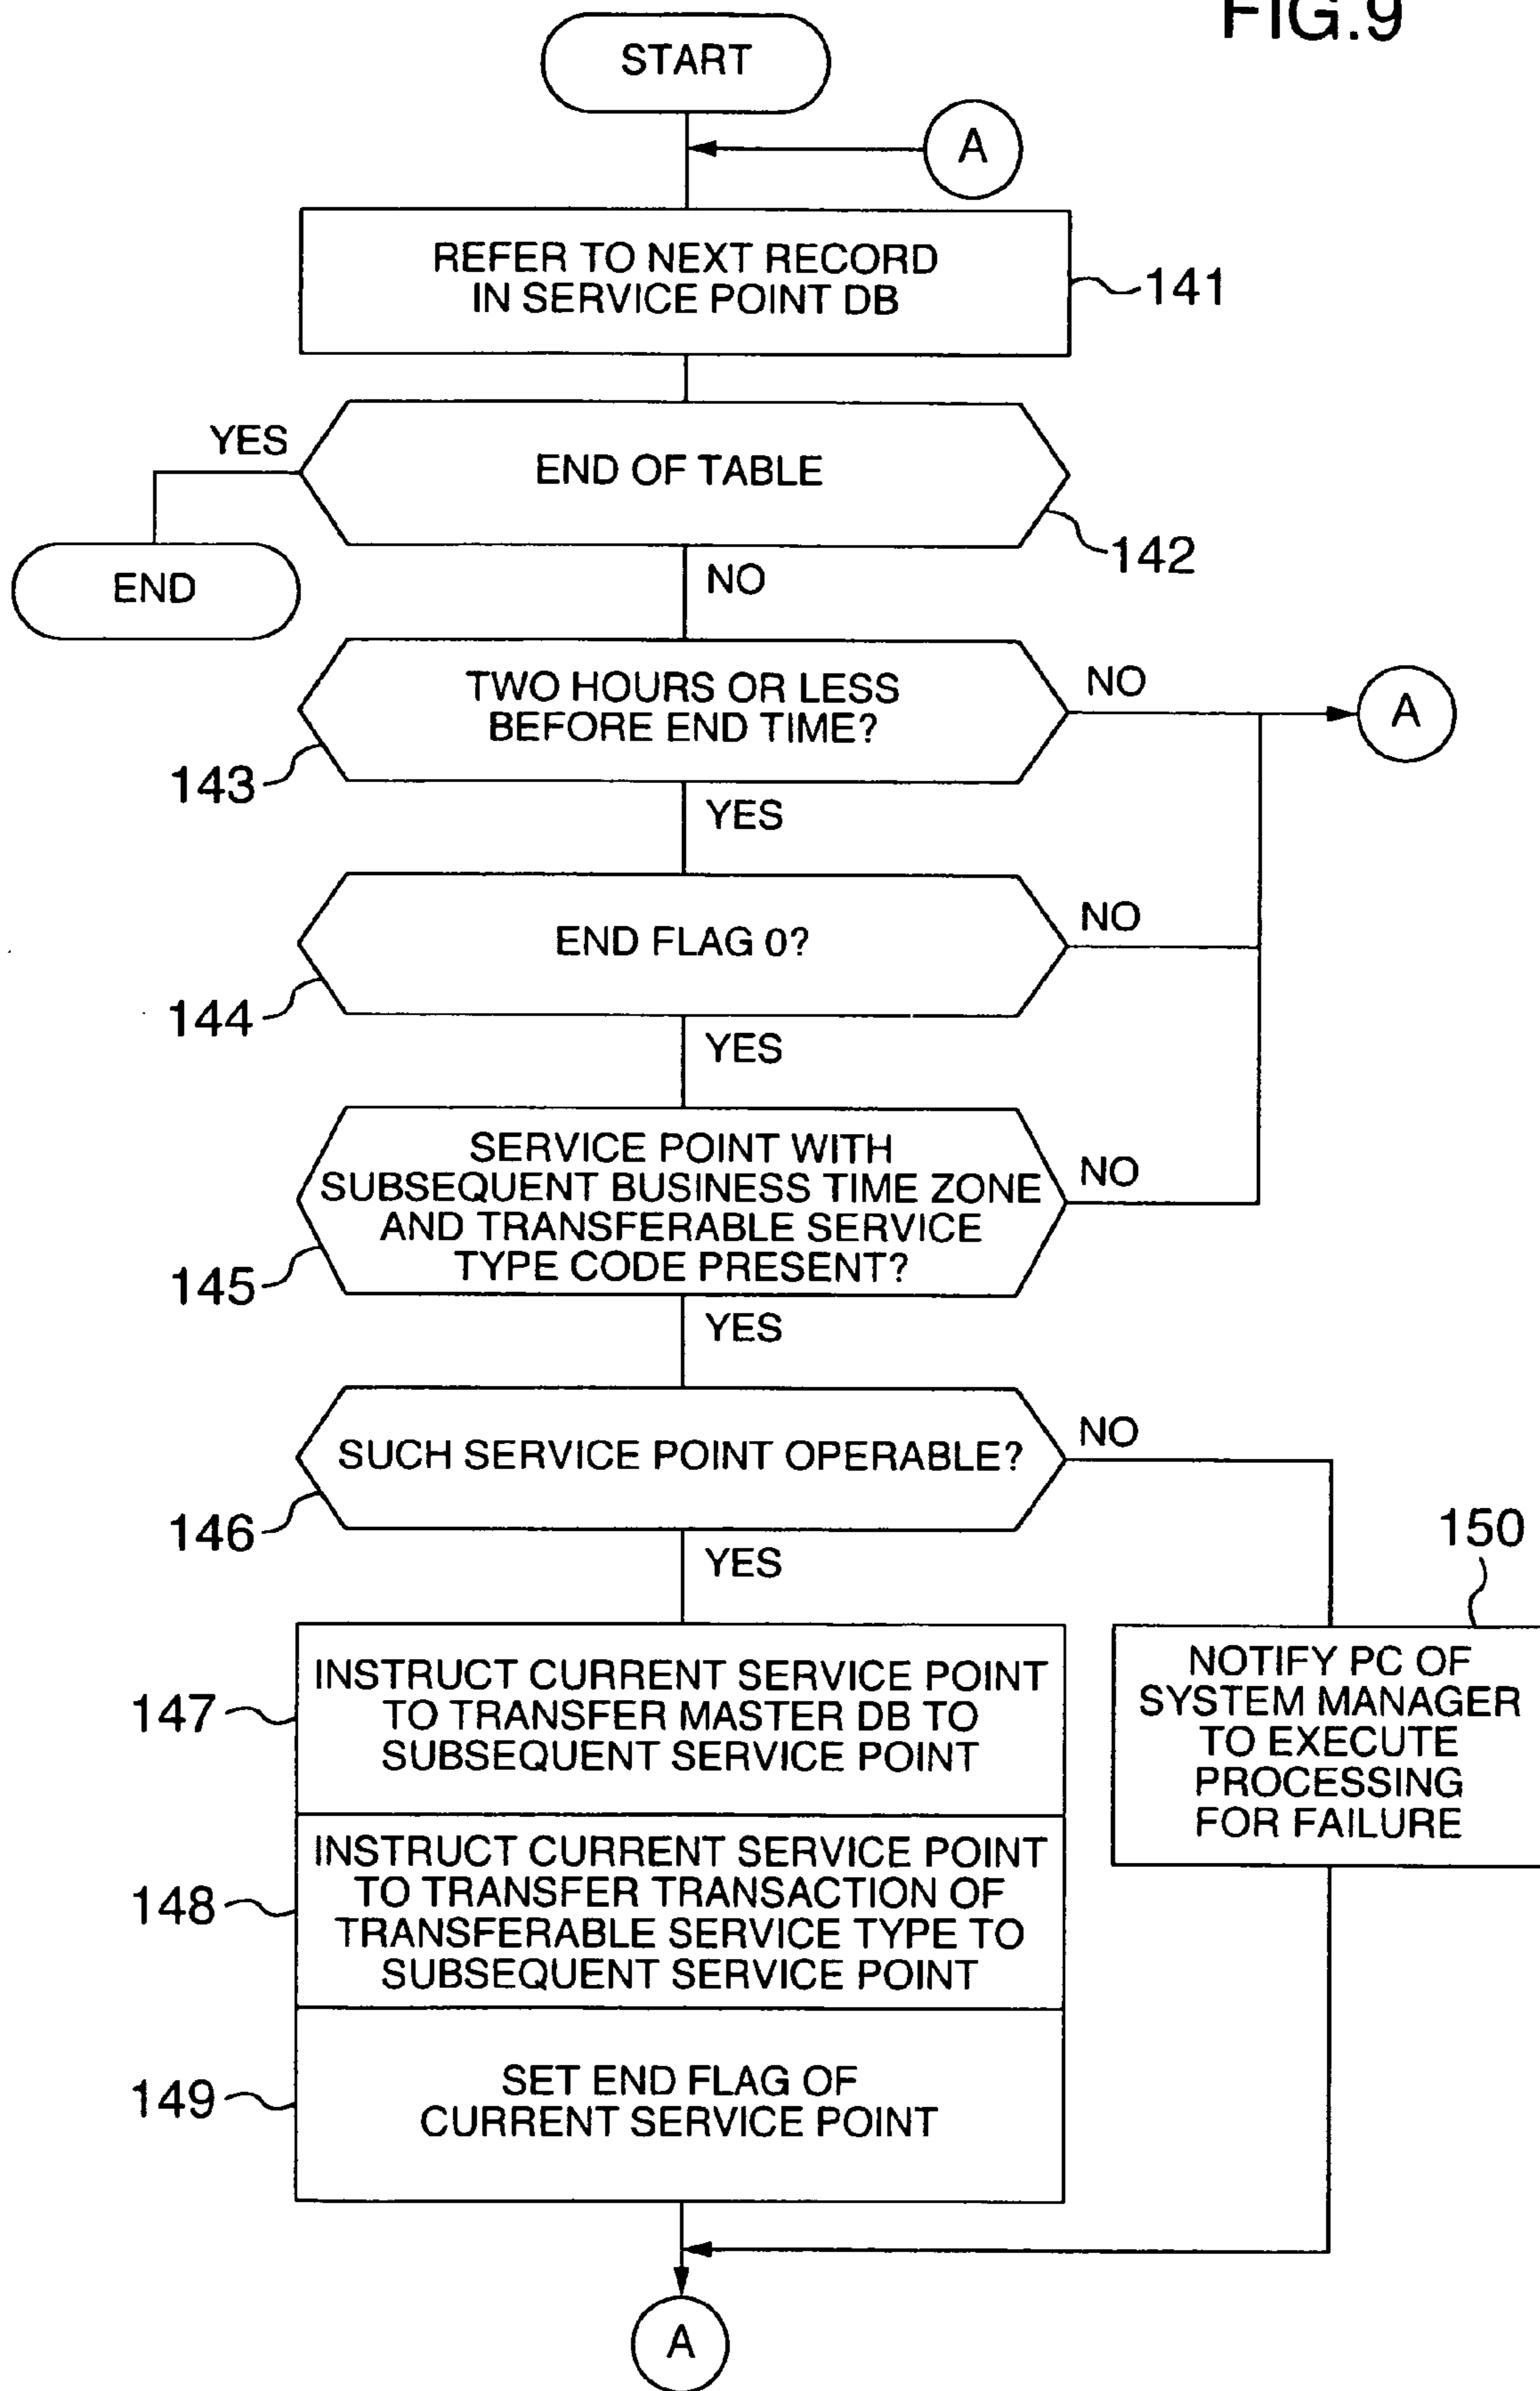 FIG.9
START
A
REFER TO NEXT RECORD
IN SERVICE POINT DB
141
YES
END OF TABLE
142
END
NO
TWO HOURS OR LESS
BEFORE END TIME?
NO
A
143
YES
END FLAG 0?
NO
144
YES
SERVICE POINT WITH
SUBSEQUENT BUSINESS TIME ZONE
AND TRANSFERABLE SERVICE
TYPE CODE PRESENT?
NO
145
YES
SUCH SERVICE POINT OPERABLE?
NO
146
YES
150
INSTRUCT CURRENT SERVICE POINT
TO TRANSFER MASTER DB TO
SUBSEQUENT SERVICE POINT
147
NOTIFY PC OF
SYSTEM MANAGER
TO EXECUTE
PROCESSING
FOR FAILURE
INSTRUCT CURRENT SERVICE POINT
TO TRANSFER TRANSACTION OF
TRANSFERABLE SERVICE TYPE TO
SUBSEQUENT SERVICE POINT
148
SET END FLAG OF
CURRENT SERVICE POINT
149
A